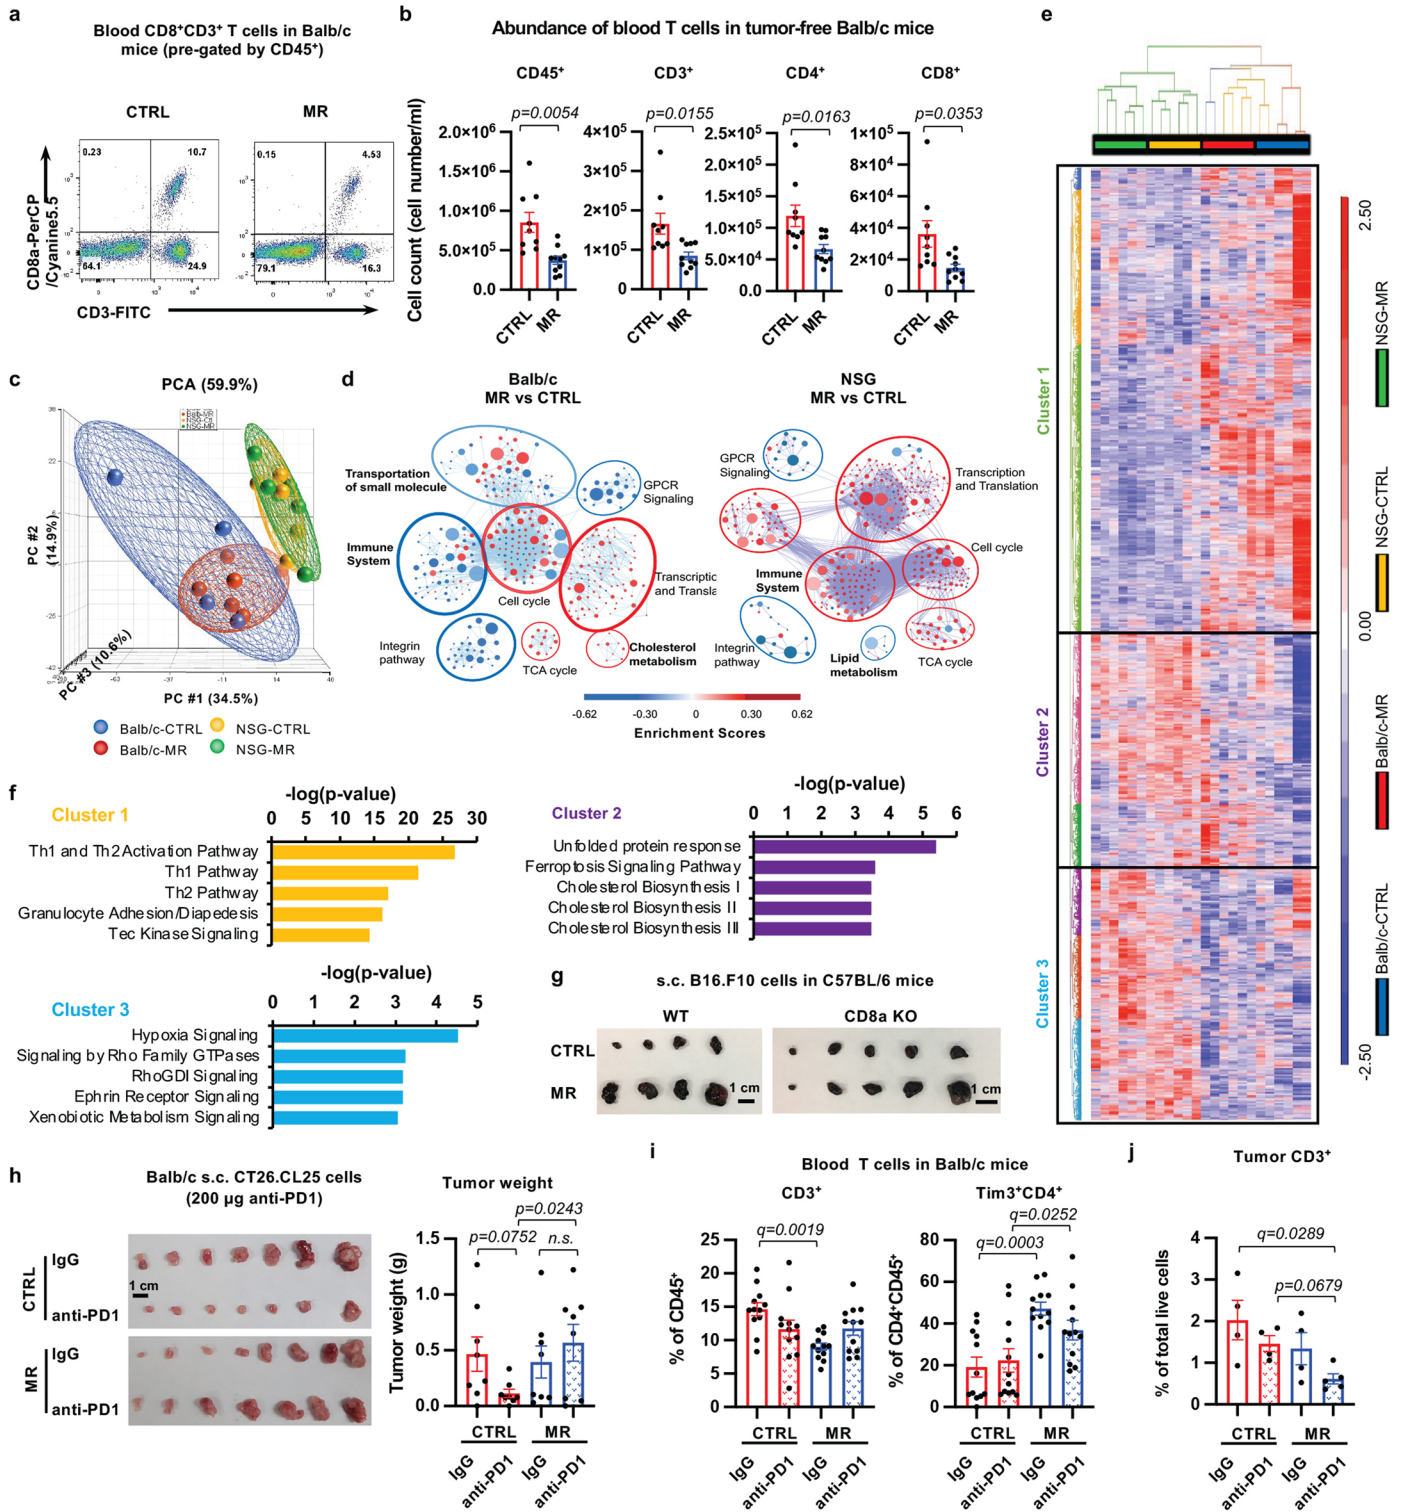 a
Blood CD8⁺CD3⁺ T cells in Balb/c
mice (pre-gated by CD45⁺)
CTRL
MR
0.23
10.7
64.1
24.9
0.15
4.53
79.1
16.3
CD8a-PerCP
/Cyanine5.5
CD3-FITC
b
Abundance of blood T cells in tumor-free Balb/c mice
CD45⁺
CD3⁺
CD4⁺
CD8⁺
p=0.0054
p=0.0155
p=0.0163
p=0.0353
Cell count (cell number/ml)
2.0×10⁶
1.5×10⁶
1.0×10⁶
5.0×10⁵
0.0
4×10⁵
3×10⁵
2×10⁵
1×10⁵
0
2.5×10⁵
2.0×10⁵
1.5×10⁵
1.0×10⁵
5.0×10⁴
0.0
1×10⁵
8×10⁴
6×10⁴
4×10⁴
2×10⁴
0
CTRL
MR
CTRL
MR
CTRL
MR
CTRL
MR
c
PCA (59.9%)
Balb-MR
NSG-Ctl
NSG-MR
PC #2
(14.9%)
PC #3 (10.6%)
PC #1 (34.5%)
38
22
-26
-42
-63
-37
-11
14
40
Balb/c-CTRL
NSG-CTRL
Balb/c-MR
NSG-MR
d
Balb/c
MR vs CTRL
NSG
MR vs CTRL
Transportation
of small molecule
GPCR
Signaling
Immune
System
Cell cycle
Transcriptic
and Transla
Integrin
pathway
TCA cycle
Cholesterol
metabolism
GPCR
Signaling
Transcription
and Translation
Cell cycle
Immune
System
Integrin
pathway
Lipid
metabolism
TCA cycle
-0.62
-0.30
0
0.30
0.62
Enrichment Scores
e
Cluster 1
Cluster 2
Cluster 3
2.50
0.00
-2.50
NSG-MR
NSG-CTRL
Balb/c-MR
Balb/c-CTRL
f
Cluster 1
-log(p-value)
0 5 10 15 20 25 30
Th1 and Th2 Activation Pathway
Th1 Pathway
Th2 Pathway
Granulocyte Adhesion/Diapedesis
Tec Kinase Signaling
Cluster 2
-log(p-value)
0 1 2 3 4 5 6
Unfolded protein response
Ferroptosis Signaling Pathway
Cholesterol Biosynthesis I
Cholesterol Biosynthesis II
Cholesterol Biosynthesis III
Cluster 3
-log(p-value)
0 1 2 3 4 5
Hypoxia Signaling
Signaling by Rho Family GTPases
RhoGDI Signaling
Ephrin Receptor Signaling
Xenobiotic Metabolism Signaling
g
s.c. B16.F10 cells in C57BL/6 mice
WT
CD8a KO
CTRL
MR
1 cm
1 cm
h
Balb/c s.c. CT26.CL25 cells
(200 µg anti-PD1)
CTRL
IgG
1 cm
anti-PD1
MR
IgG
anti-PD1
Tumor weight
p=0.0243
p=0.0752
n.s.
Tumor weight (g)
1.5
1.0
0.5
0.0
CTRL
MR
IgG
anti-PD1
IgG
anti-PD1
i
Blood T cells in Balb/c mice
CD3⁺
q=0.0019
% of CD45⁺
25
20
15
10
5
0
CTRL
MR
IgG
anti-PD1
IgG
anti-PD1
Tim3⁺CD4⁺
q=0.0252
q=0.0003
% of CD4⁺CD45⁺
80
60
40
20
0
CTRL
MR
IgG
anti-PD1
IgG
anti-PD1
j
Tumor CD3⁺
q=0.0289
p=0.0679
% of total live cells
4
3
2
1
0
CTRL
MR
IgG
anti-PD1
IgG
anti-PD1